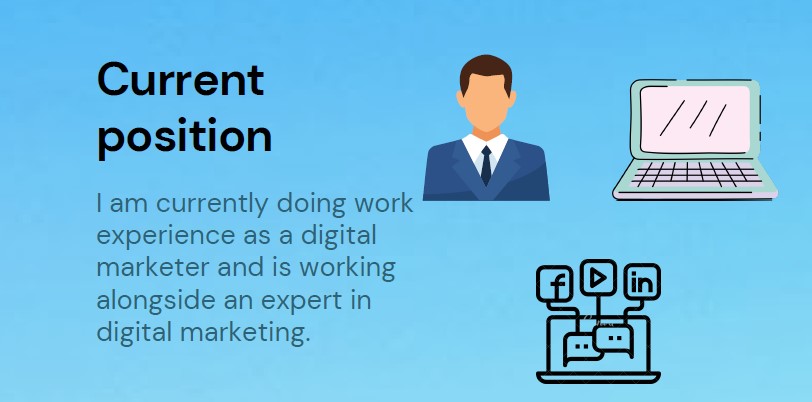 Current
position
I am currently doing work
experience as a digital
marketer and is working
alongside an expert in
digital marketing.
f
in